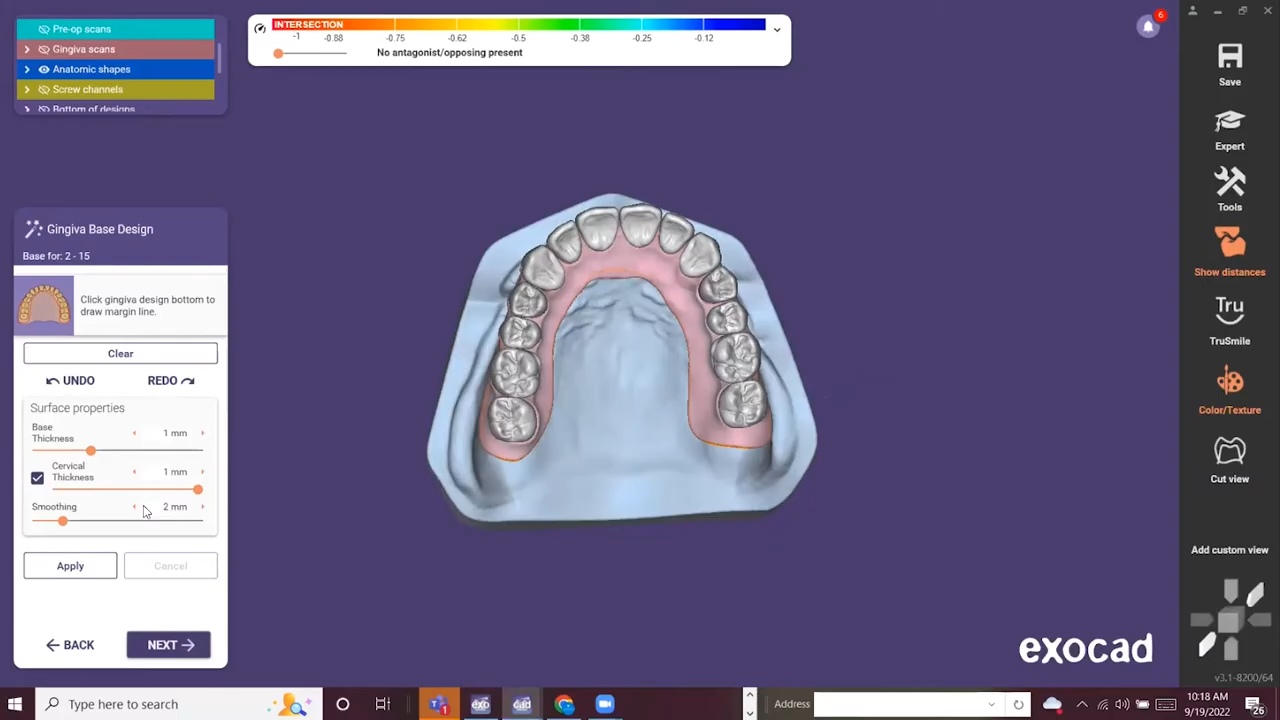 Pre-op scans
Gingiva scans
Anatomic shapes
Screw channels
Bottom of designs
INTERSECTION
-1 -0.88 -0.75 -0.62 -0.5 -0.38 -0.25 -0.12
No antagonist/opposing present
6
Save
Expert
Tools
Show distances
Tru
TruSmile
Color/Texture
Cut view
Add custom view
Gingiva Base Design
Base for: 2 - 15
Click gingiva design bottom to
draw margin line.
Clear
UNDO REDO
Surface properties
Base
Thickness 1 mm
Cervical
Thickness 1 mm
Smoothing 2 mm
Apply Cancel
BACK NEXT
exocad
v3.1-8200/64
Type here to search
exo
cad
Address
10:18 AM
9/19/2022
26